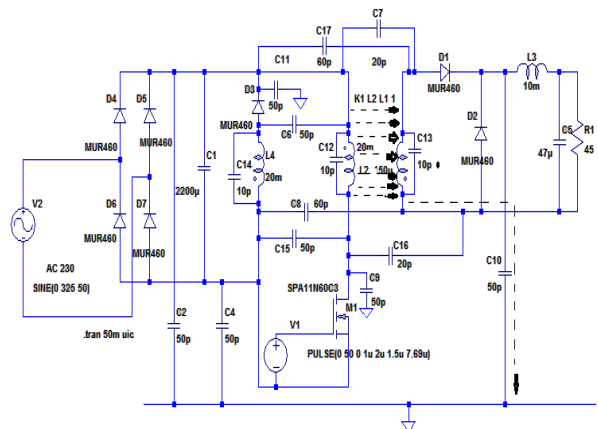 C7
C17
20p
60p
C11
D1
L3
10m
D3
50p
K1 L2 L1 1
D4
D5
MUR460
MUR460
D2
C5
R1
C6
50p
MUR460
MUR460
C1
C14
L4
C12
20m
C13
47µ
45
MUR460
10p
20m
10p
L2
150u
10p
2200µ
V2
D6
D7
C8
60p
MUR460
MUR460
C15
50p
C16
20p
AC 230
SINE(0 325 50)
SPA11N60C3
C9
50p
C10
50p
C2
C4
V1
M1
.tran 50m uic
50p
50p
PULSE(0 50 0 1u 2u 1.5u 7.69u)